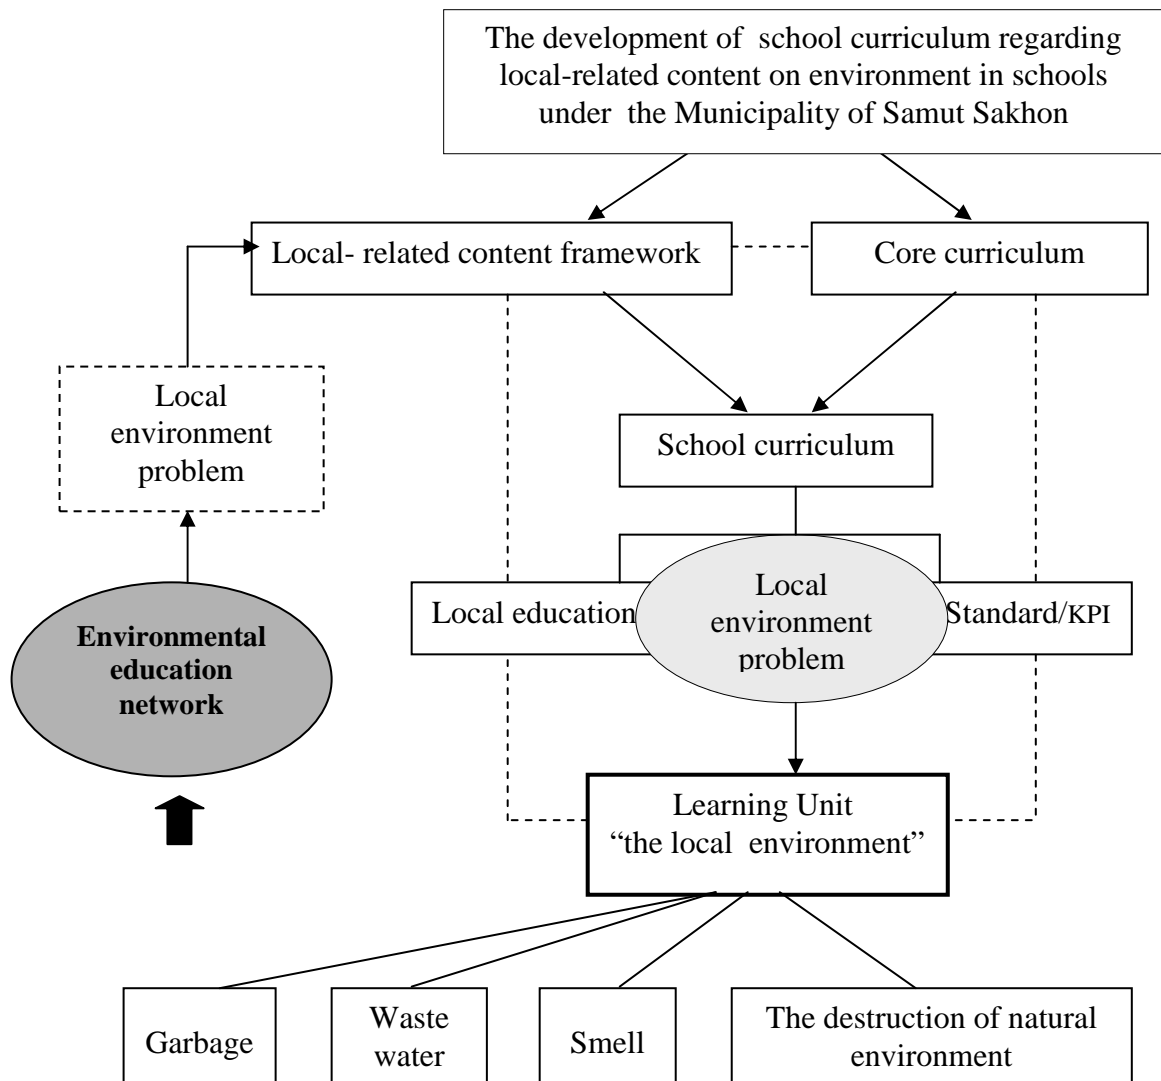 The development of school curriculum regarding
local-related content on environment in schools
under the Municipality of Samut Sakhon
Local- related content framework
Core curriculum
Local
environment
problem
School curriculum
Environmental
education
network
Local education
Local
environment
problem
Standard/KPI
Learning Unit
“the local environment”
Garbage
Waste
water
Smell
The destruction of natural
environment